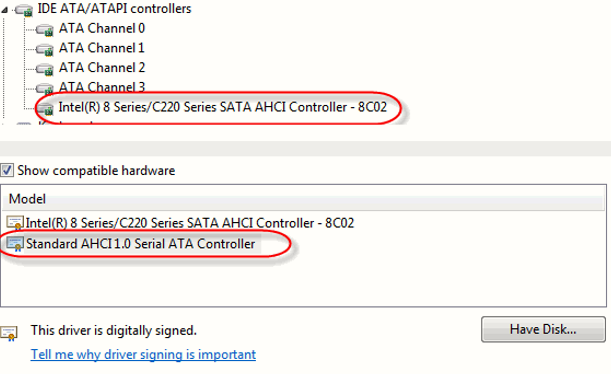 IDE ATA/ATAPI controllers
ATA Channel 0
ATA Channel 1
ATA Channel 2
ATA Channel 3
Intel(R) 8 Series/C220 Series SATA AHCI Controller - 8C02
Show compatible hardware
Model
Intel(R) 8 Series/C220 Series SATA AHCI Controller - 8C02
Standard AHCI1.0 Serial ATA Controller
This driver is digitally signed.
Have Disk...
Tell me why driver signing is important